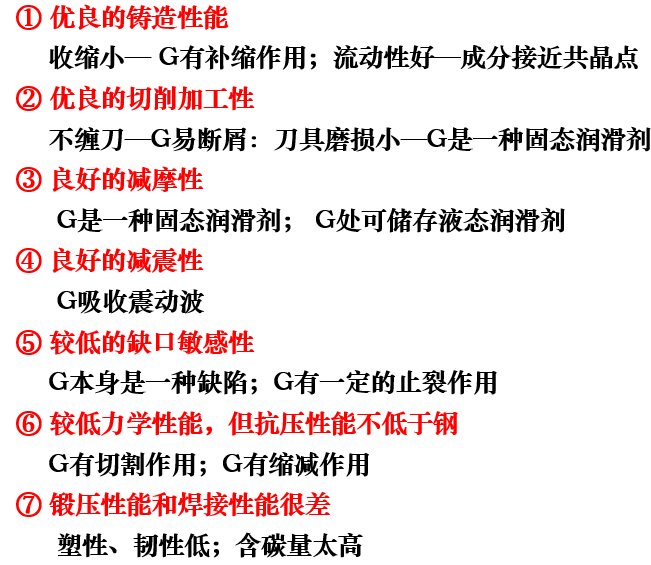 ① 优良的铸造性能
收缩小— G有补缩作用；流动性好—成分接近共晶点
② 优良的切削加工性
不缠刀—G易断屑：刀具磨损小—G是一种固态润滑剂
③ 良好的减摩性
G是一种固态润滑剂； G处可储存液态润滑剂
④ 良好的减震性
G吸收震动波
⑤ 较低的缺口敏感性
G本身是一种缺陷；G有一定的止裂作用
⑥ 较低力学性能，但抗压性能不低于钢
G有切割作用；G有缩减作用
⑦ 锻压性能和焊接性能很差
塑性、韧性低；含碳量太高